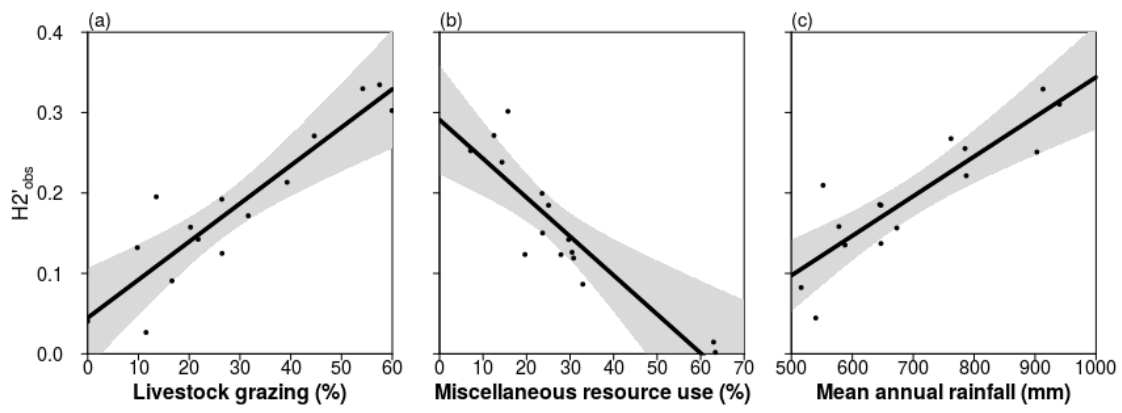 (a) (b) (c)
0.4
0.3
0.2
0.1
0.0
H2'obs
0 10 20 30 40 50 60
0 10 20 30 40 50 60 70
500 600 700 800 900 1000
Livestock grazing (%) Miscellaneous resource use (%) Mean annual rainfall (mm)